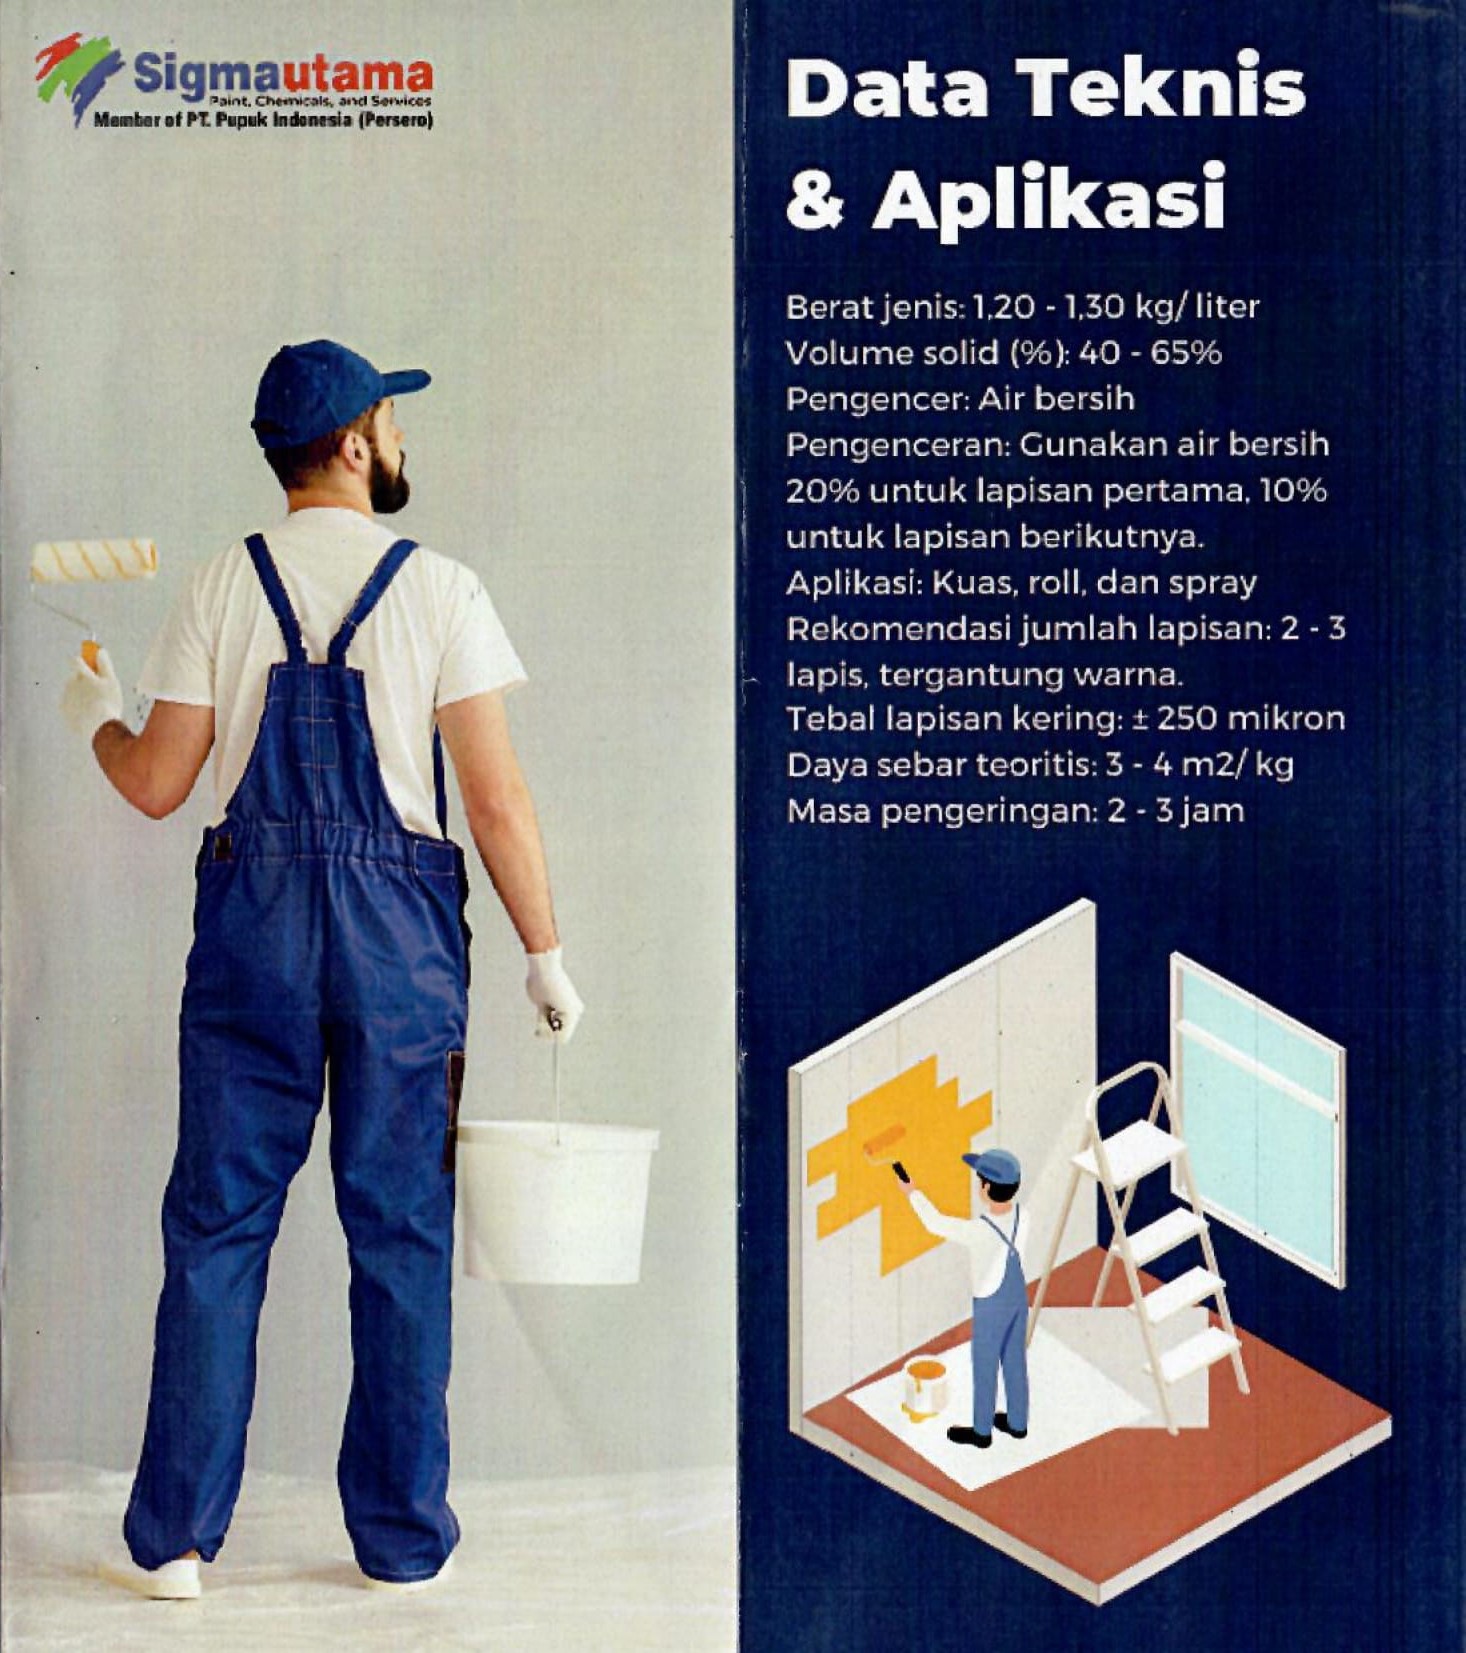 Sigmautama
Paint, Chemicals, and Services
Member of PT. Pupuk Indonesia (Persero)
Data Teknis
& Aplikasi
Berat jenis: 1,20 - 1,30 kg/ liter
Volume solid (%): 40 - 65%
Pengencer: Air bersih
Pengenceran: Gunakan air bersih
20% untuk lapisan pertama, 10%
untuk lapisan berikutnya.
Aplikasi: Kuas, roll, dan spray
Rekomendasi jumlah lapisan: 2 - 3
lapis, tergantung warna.
Tebal lapisan kering: ± 250 mikron
Daya sebar teoritis: 3 - 4 m2/ kg
Masa pengeringan: 2 - 3 jam